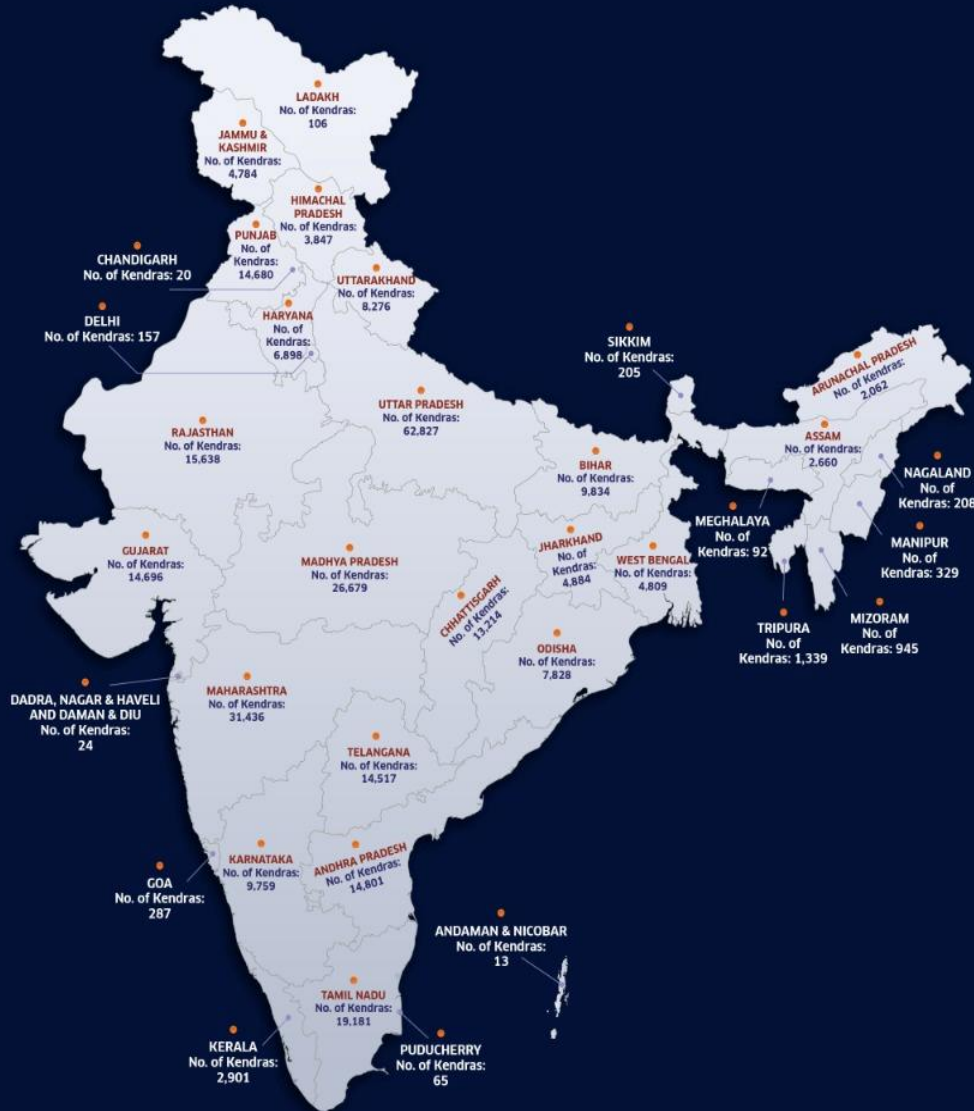 LADAKH
No. of Kendras:
106
JAMMU &
KASHMIR
No. of Kendras:
4,784
HIMACHAL
PRADESH
No. of Kendras:
3,847
PUNJAB
No. of
Kendras:
14,680
CHANDIGARH
No. of Kendras: 20
UTTARAKHAND
No. of Kendras:
8,276
DELHI
No. of Kendras: 157
HARYANA
No. of
Kendras:
6,898
SIKKIM
No. of Kendras:
205
ARUNACHAL PRADESH
No. of Kendras:
2,062
UTTAR PRADESH
No. of Kendras:
62,827
RAJASTHAN
No. of Kendras:
15,638
ASSAM
No. of Kendras:
2,660
BIHAR
No. of Kendras:
9,834
NAGALAND
No. of
Kendras: 208
MEGHALAYA
No. of
Kendras: 92
MANIPUR
No. of
Kendras: 329
GUJARAT
No. of Kendras:
14,696
MADHYA PRADESH
No. of Kendras:
26,679
JHARKHAND
No. of
Kendras:
4,884
WEST BENGAL
No. of Kendras:
4,809
CHHATTISGARH
No. of Kendras:
13,214
TRIPURA
No. of
Kendras: 1,339
MIZORAM
No. of
Kendras: 945
ODISHA
No. of Kendras:
7,828
DADRA, NAGAR & HAVELI
AND DAMAN & DIU
No. of Kendras:
24
MAHARASHTRA
No. of Kendras:
31,436
TELANGANA
No. of Kendras:
14,517
GOA
No. of Kendras:
287
KARNATAKA
No. of Kendras:
9,759
ANDHRA PRADESH
No. of Kendras:
14,801
ANDAMAN & NICOBAR
No. of Kendras:
13
TAMIL NADU
No. of Kendras:
19,181
KERALA
No. of Kendras:
2,901
PUDUCHERRY
No. of Kendras:
65